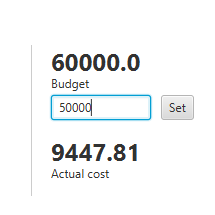 60000.0
Budget
50000
Set
9447.81
Actual cost